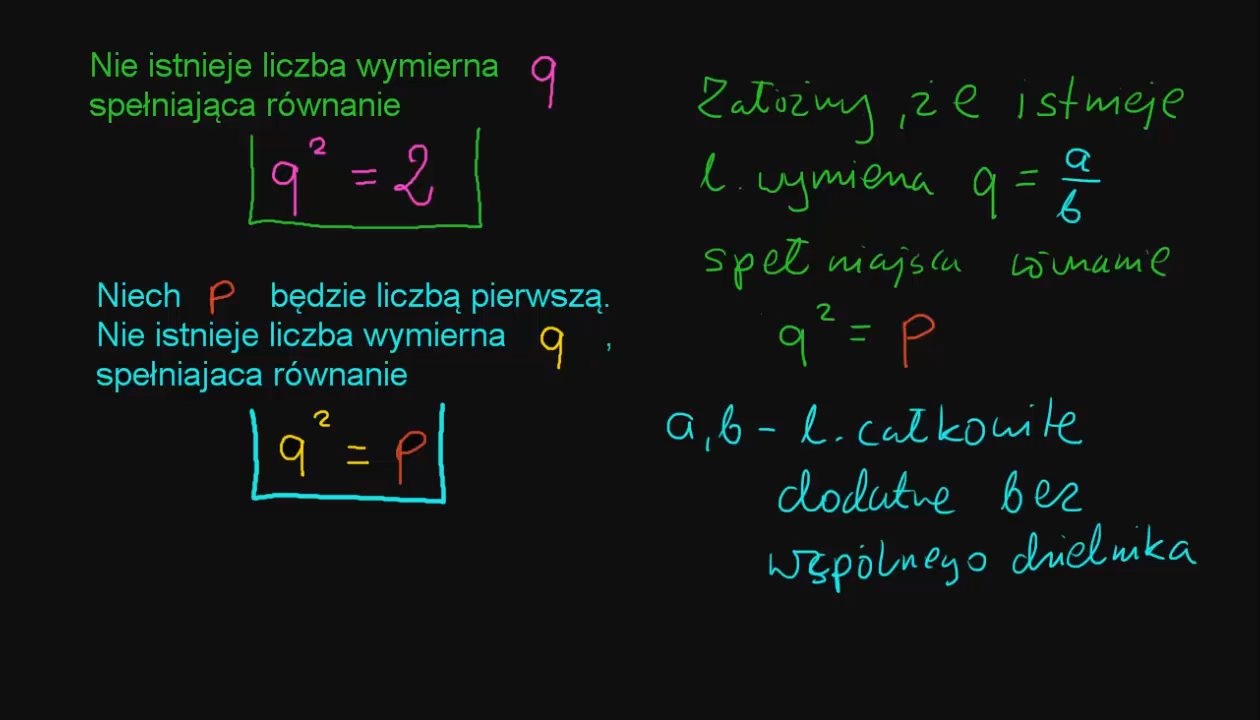 Nie istnieje liczba wymierna q
spełniająca równanie
q² = 2
Niech p będzie liczbą pierwszą.
Nie istnieje liczba wymierna q ,
spełniajaca równanie
q² = p
Załóżmy, że istnieje
l. wymierna q = a/b
spełniająca równanie
q² = p
a, b - l. całkowite
dodatne bez
wspólnego dzielnika